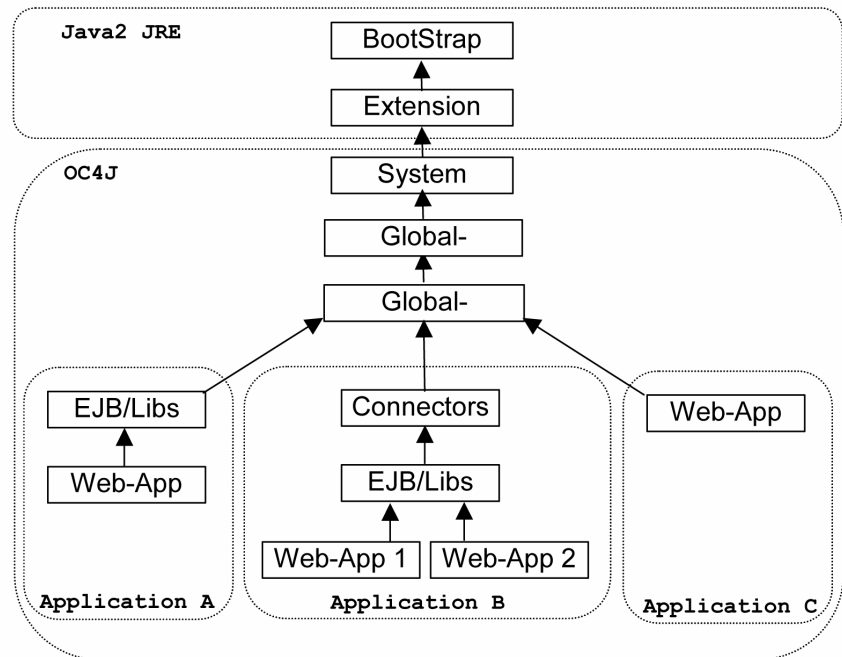 Java2 JRE
BootStrap
Extension
OC4J
System
Global-
Global-
EJB/Libs
Web-App
Application A
Connectors
EJB/Libs
Web-App 1
Web-App 2
Application B
Web-App
Application C